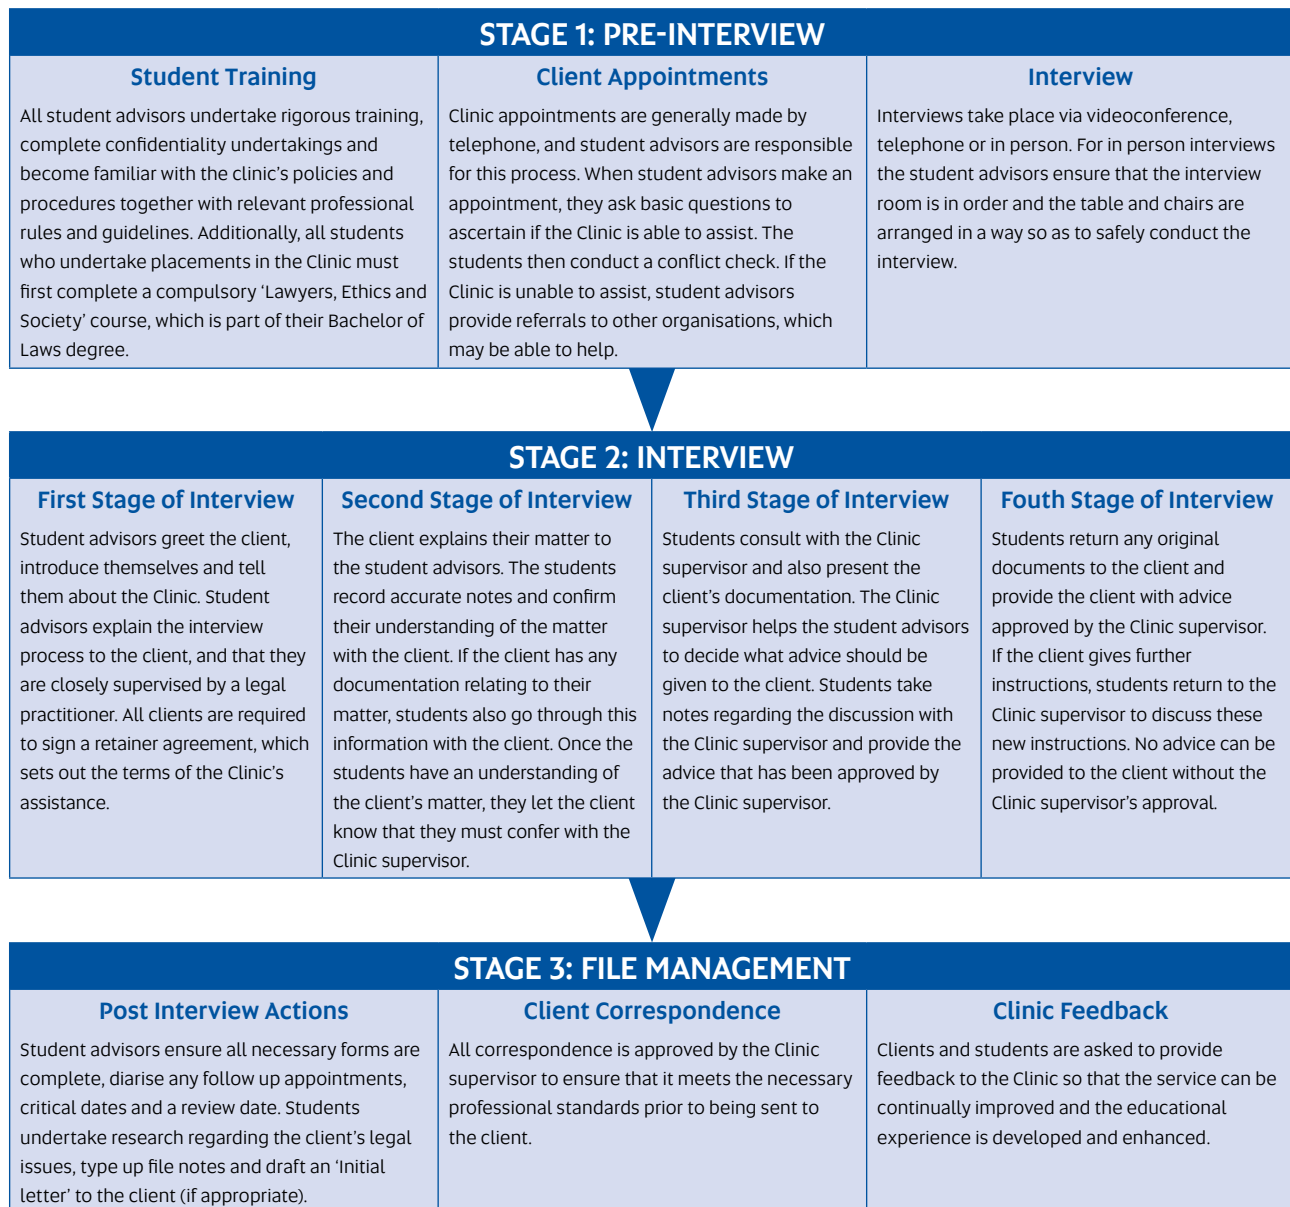 STAGE 1: PRE-INTERVIEW
Student Training
All student advisors undertake rigorous training,
complete confidentiality undertakings and
become familiar with the clinic's policies and
procedures together with relevant professional
rules and guidelines. Additionally, all students
who undertake placements in the Clinic must
first complete a compulsory ‘Lawyers, Ethics and
Society’ course, which is part of their Bachelor of
Laws degree.
Client Appointments
Clinic appointments are generally made by
telephone, and student advisors are responsible
for this process. When student advisors make an
appointment, they ask basic questions to
ascertain if the Clinic is able to assist. The
students then conduct a conflict check. If the
Clinic is unable to assist, student advisors
provide referrals to other organisations, which
may be able to help.
Interview
Interviews take place via videoconference,
telephone or in person. For in person interviews
the student advisors ensure that the interview
room is in order and the table and chairs are
arranged in a way so as to safely conduct the
interview.
STAGE 2: INTERVIEW
First Stage of Interview
Student advisors greet the client,
introduce themselves and tell
them about the Clinic. Student
advisors explain the interview
process to the client, and that they
are closely supervised by a legal
practitioner. All clients are required
to sign a retainer agreement, which
sets out the terms of the Clinic's
assistance.
Second Stage of Interview
The client explains their matter to
the student advisors. The students
record accurate notes and confirm
their understanding of the matter
with the client. If the client has any
documentation relating to their
matter, students also go through this
information with the client. Once the
students have an understanding of
the client's matter, they let the client
know that they must confer with the
Clinic supervisor.
Third Stage of Interview
Students consult with the Clinic
supervisor and also present the
client's documentation. The Clinic
supervisor helps the student advisors
to decide what advice should be
given to the client. Students take
notes regarding the discussion with
the Clinic supervisor and provide the
advice that has been approved by
the Clinic supervisor.
Fouth Stage of Interview
Students return any original
documents to the client and
provide the client with advice
approved by the Clinic supervisor.
If the client gives further
instructions, students return to the
Clinic supervisor to discuss these
new instructions. No advice can be
provided to the client without the
Clinic supervisor's approval.
STAGE 3: FILE MANAGEMENT
Post Interview Actions
Student advisors ensure all necessary forms are
complete, diarise any follow up appointments,
critical dates and a review date. Students
undertake research regarding the client's legal
issues, type up file notes and draft an ‘Initial
letter’ to the client (if appropriate).
Client Correspondence
All correspondence is approved by the Clinic
supervisor to ensure that it meets the necessary
professional standards prior to being sent to
the client.
Clinic Feedback
Clients and students are asked to provide
feedback to the Clinic so that the service can be
continually improved and the educational
experience is developed and enhanced.